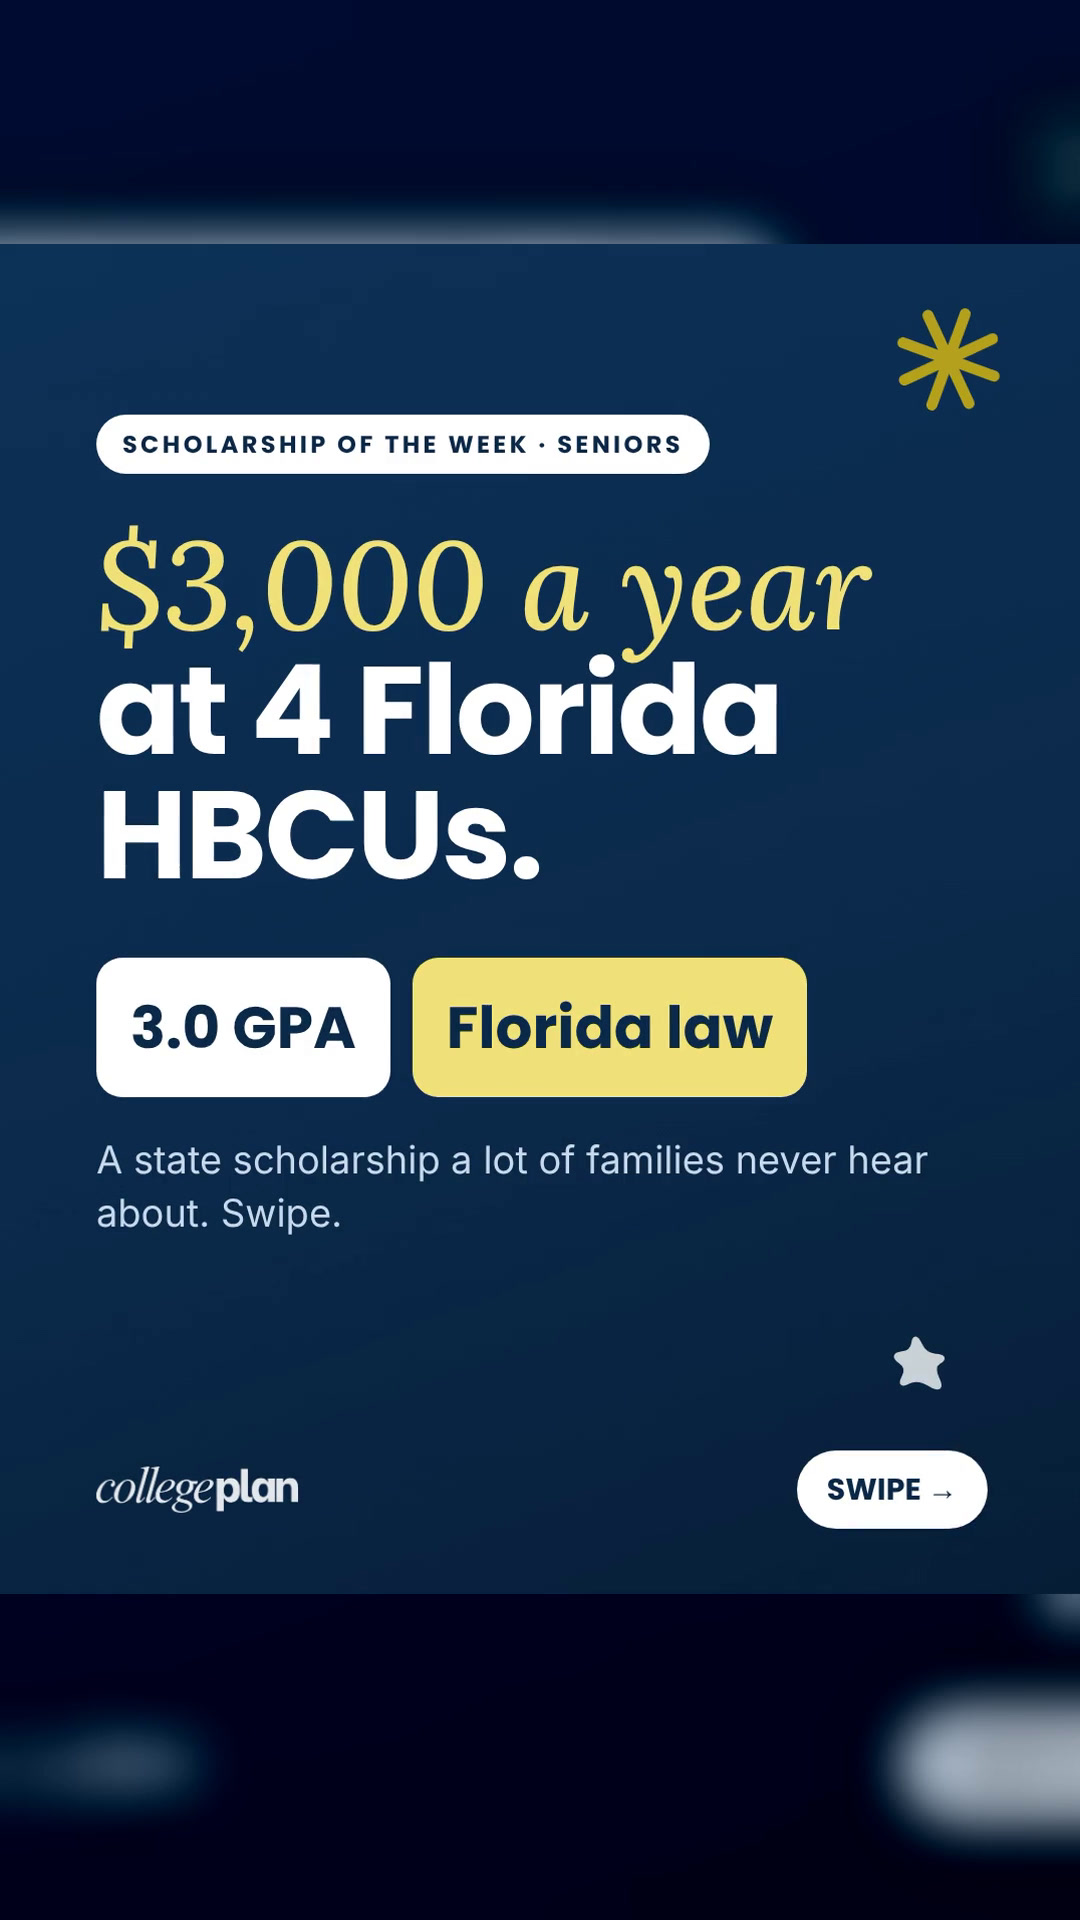 SCHOLARSHIP OF THE WEEK · SENIORS
$3,000 a year
at 4 Florida
HBCUs.
3.0 GPA
Florida law
A state scholarship a lot of families never hear
about. Swipe.
collegeplan
SWIPE →